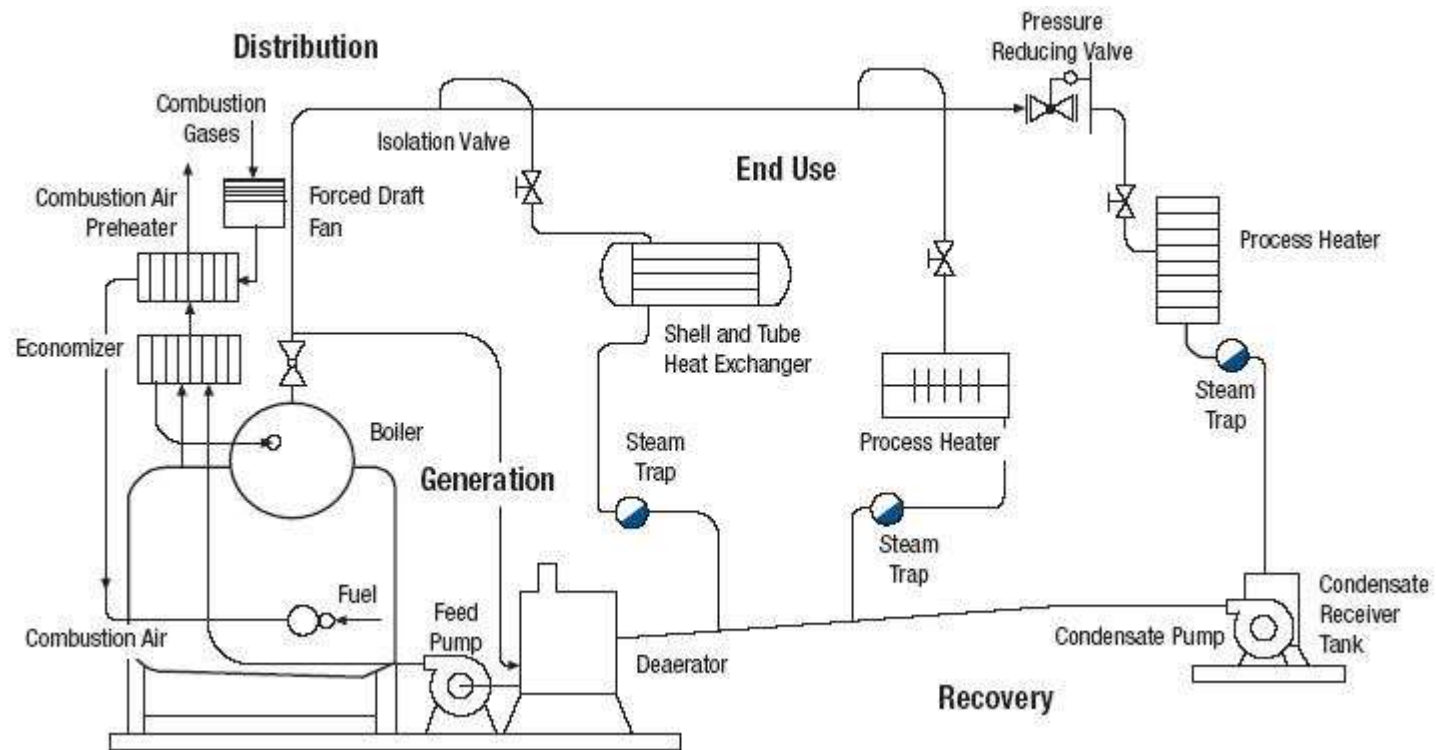 Distribution
Pressure
Reducing Valve
Combustion
Gases
Isolation Valve
End Use
Combustion Air
Preheater
Forced Draft
Fan
Process Heater
Economizer
Shell and Tube
Heat Exchanger
Steam
Trap
Boiler
Generation
Steam
Trap
Process Heater
Steam
Trap
Fuel
Feed
Pump
Combustion Air
Deaerator
Condensate Pump
Condensate
Receiver
Tank
Recovery